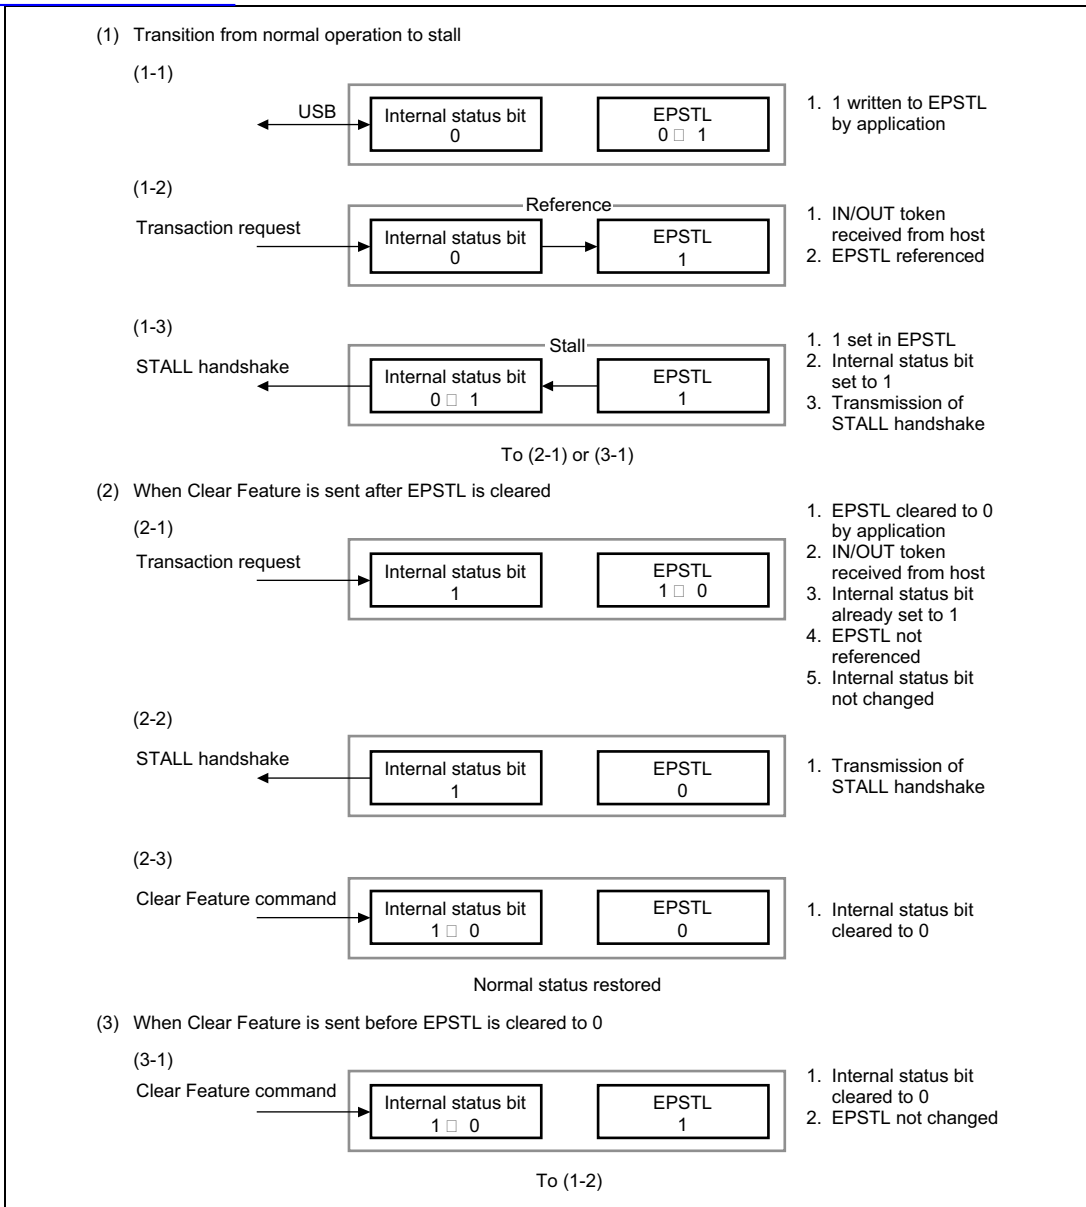 (1) Transition from normal operation to stall
(1-1)
USB
Internal status bit
0
EPSTL
0 □ 1
1. 1 written to EPSTL
by application
(1-2)
Transaction request
Reference
Internal status bit
0
EPSTL
1
1. IN/OUT token
received from host
2. EPSTL referenced
(1-3)
STALL handshake
Stall
Internal status bit
0 □ 1
EPSTL
1
1. 1 set in EPSTL
2. Internal status bit
set to 1
3. Transmission of
STALL handshake
To (2-1) or (3-1)
(2) When Clear Feature is sent after EPSTL is cleared
(2-1)
Transaction request
Internal status bit
1
EPSTL
1 □ 0
1. EPSTL cleared to 0
by application
2. IN/OUT token
received from host
3. Internal status bit
already set to 1
4. EPSTL not
referenced
5. Internal status bit
not changed
(2-2)
STALL handshake
Internal status bit
1
EPSTL
0
1. Transmission of
STALL handshake
(2-3)
Clear Feature command
Internal status bit
1 □ 0
EPSTL
0
1. Internal status bit
cleared to 0
Normal status restored
(3) When Clear Feature is sent before EPSTL is cleared to 0
(3-1)
Clear Feature command
Internal status bit
1 □ 0
EPSTL
1
1. Internal status bit
cleared to 0
2. EPSTL not changed
To (1-2)